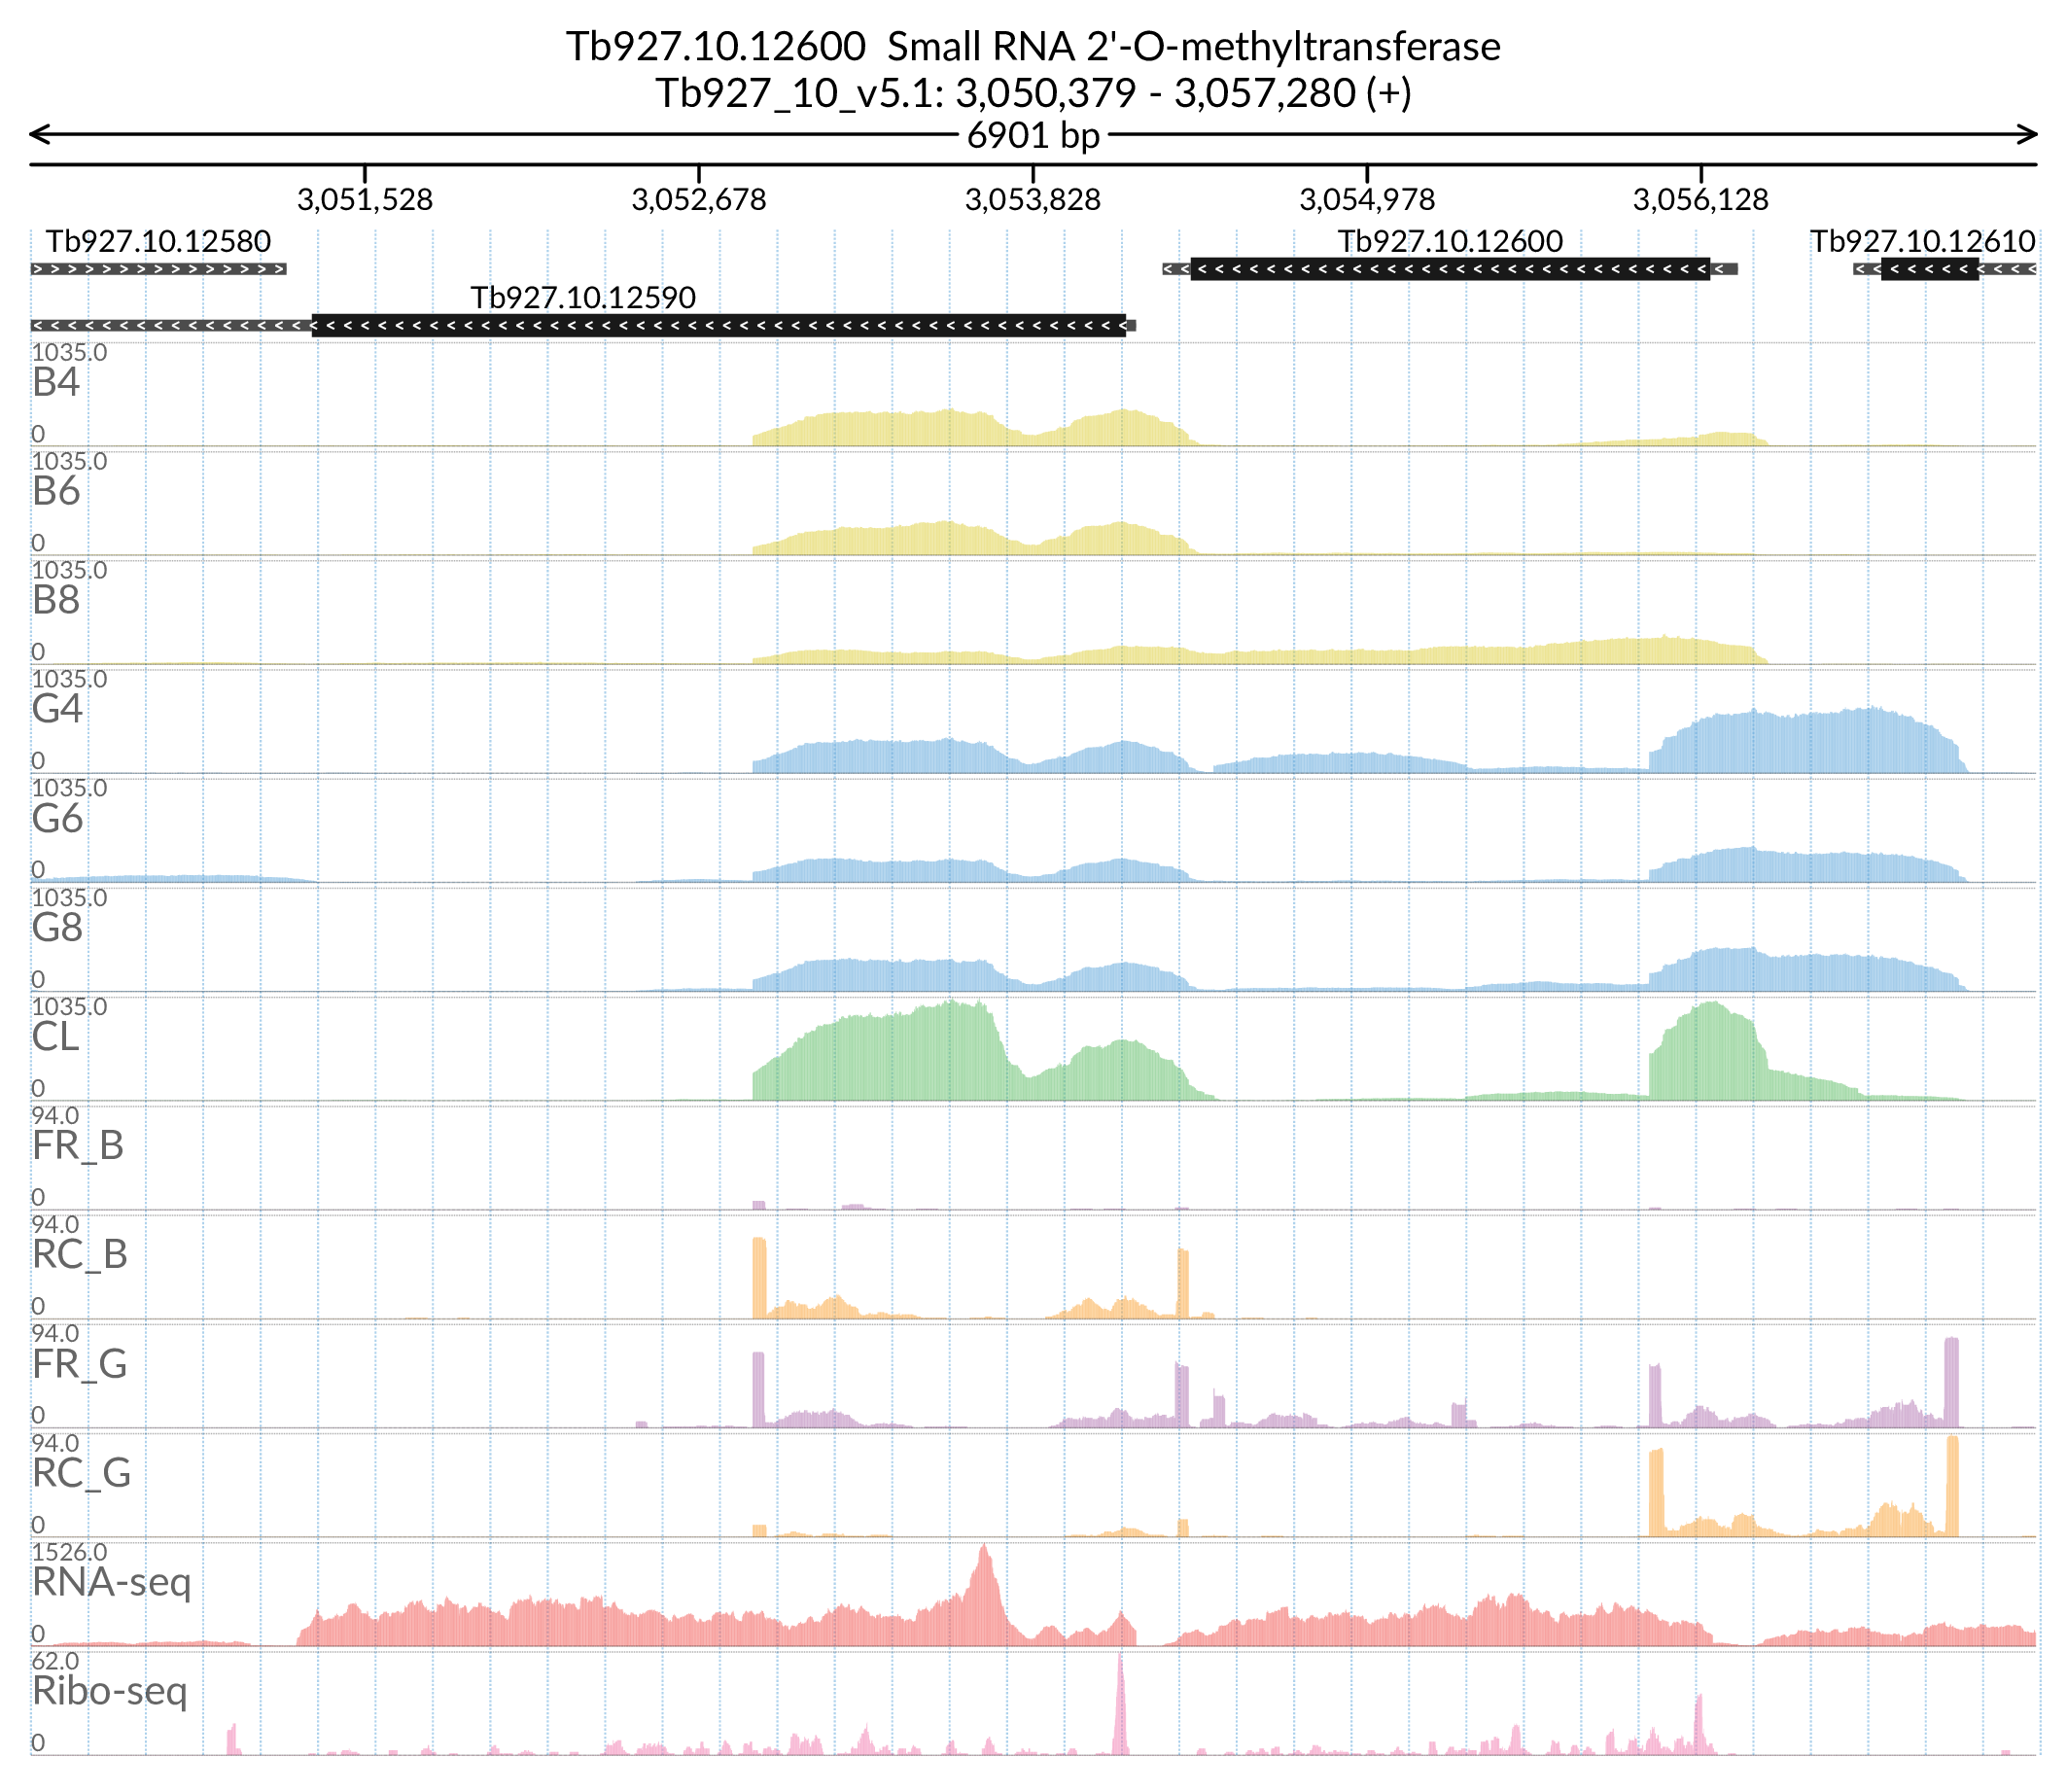 Tb927.10.12600 Small RNA 2'-O-methyltransferase
Tb927_10_v5.1: 3,050,379 - 3,057,280 (+)
6901 bp
3,051,528 3,052,678 3,053,828 3,054,978 3,056,128
Tb927.10.12580 Tb927.10.12600 Tb927.10.12610
Tb927.10.12590
1035.0
B4
0
1035.0
B6
0
1035.0
B8
0
1035.0
G4
0
1035.0
G6
0
1035.0
G8
0
1035.0
CL
0
94.0
FR_B
0
94.0
RC_B
0
94.0
FR_G
0
94.0
RC_G
0
1526.0
RNA-seq
0
62.0
Ribo-seq
0